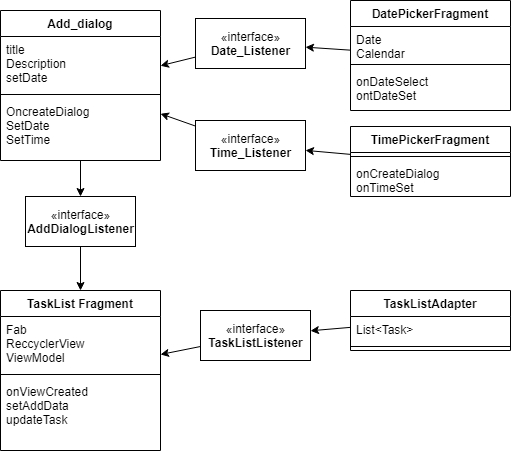 Add_dialog
title
Description
setDate
OncreateDialog
SetDate
SetTime
«interface»
Date_Listener
DatePickerFragment
Date
Calendar
onDateSelect
ontDateSet
«interface»
Time_Listener
TimePickerFragment
onCreateDialog
onTimeSet
«interface»
AddDialogListener
TaskList Fragment
Fab
ReccyclerView
ViewModel
onViewCreated
setAddData
updateTask
«interface»
TaskListListener
TaskListAdapter
List<Task>